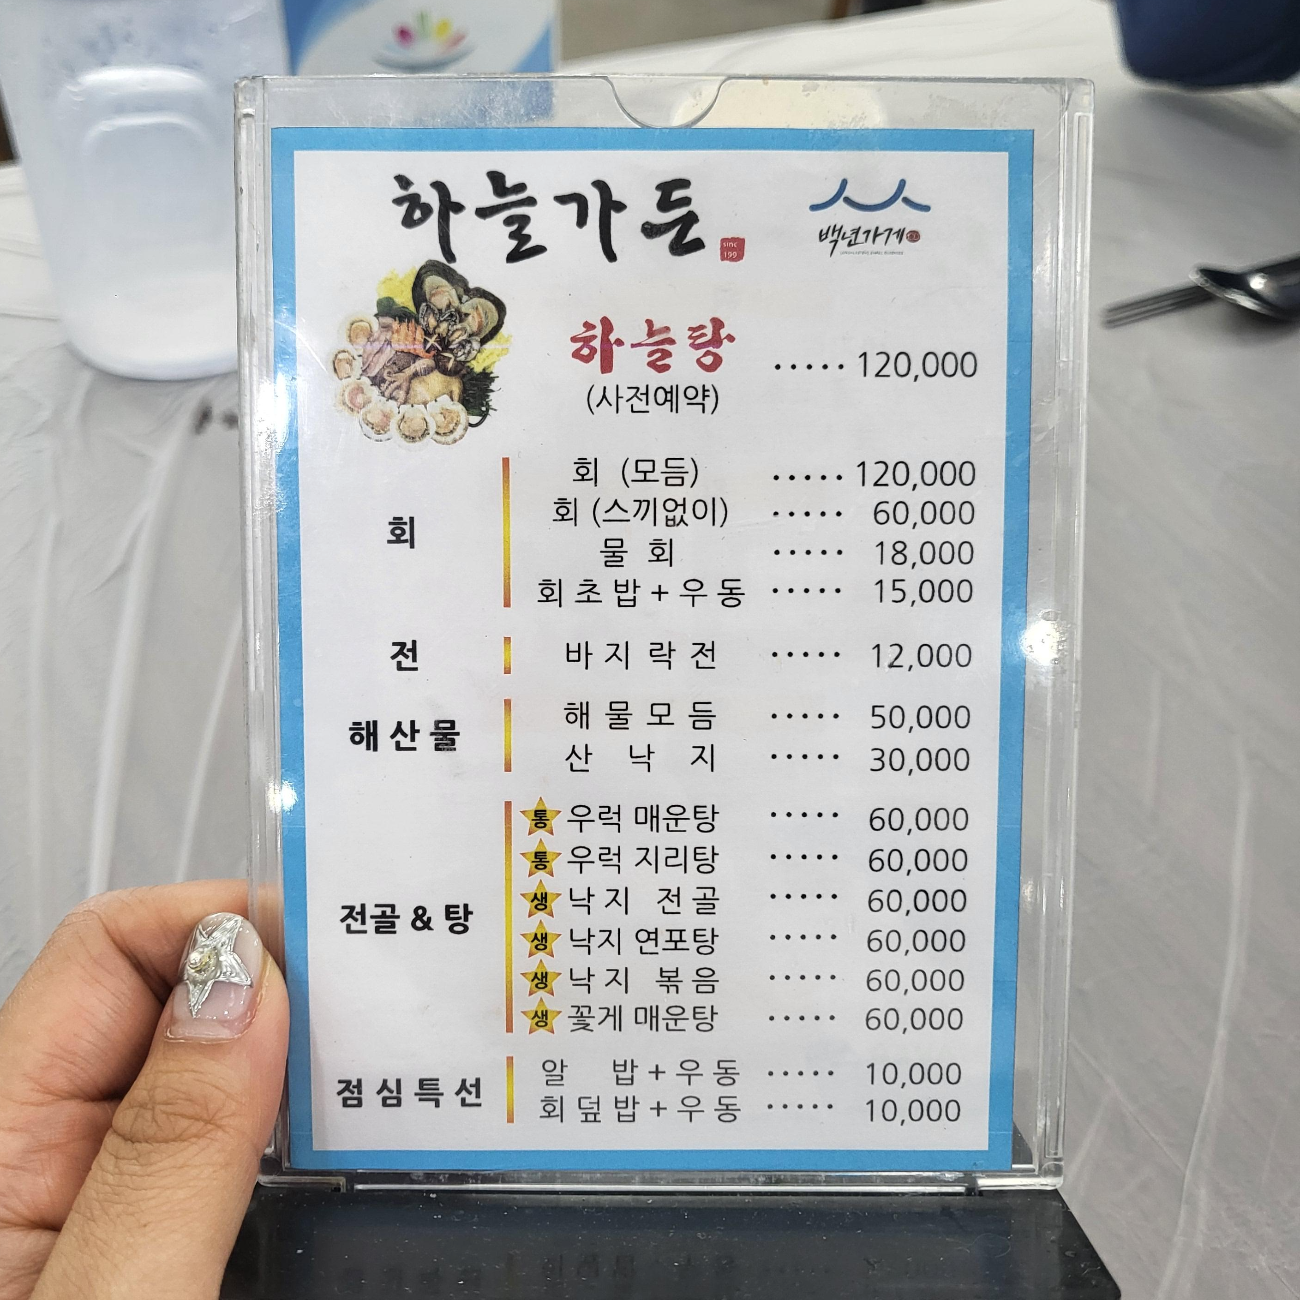 하늘가든
sinc
199
백년가게
하늘탕 ····· 120,000
(사전예약)
회
회 (모듬) ····· 120,000
회 (스끼없이) ····· 60,000
물 회 ····· 18,000
회 초 밥 + 우 동 ····· 15,000
전
바 지 락 전 ····· 12,000
해 산 물
해 물 모 듬 ····· 50,000
산 낙 지 ····· 30,000
전골 & 탕
통 우럭 매운탕 ····· 60,000
통 우럭 지리탕 ····· 60,000
생 낙 지 전 골 ····· 60,000
생 낙지 연포탕 ····· 60,000
생 낙 지 볶 음 ····· 60,000
생 꽃게 매운탕 ····· 60,000
점 심 특 선
알 밥 + 우 동 ····· 10,000
회 덮 밥 + 우 동 ····· 10,000